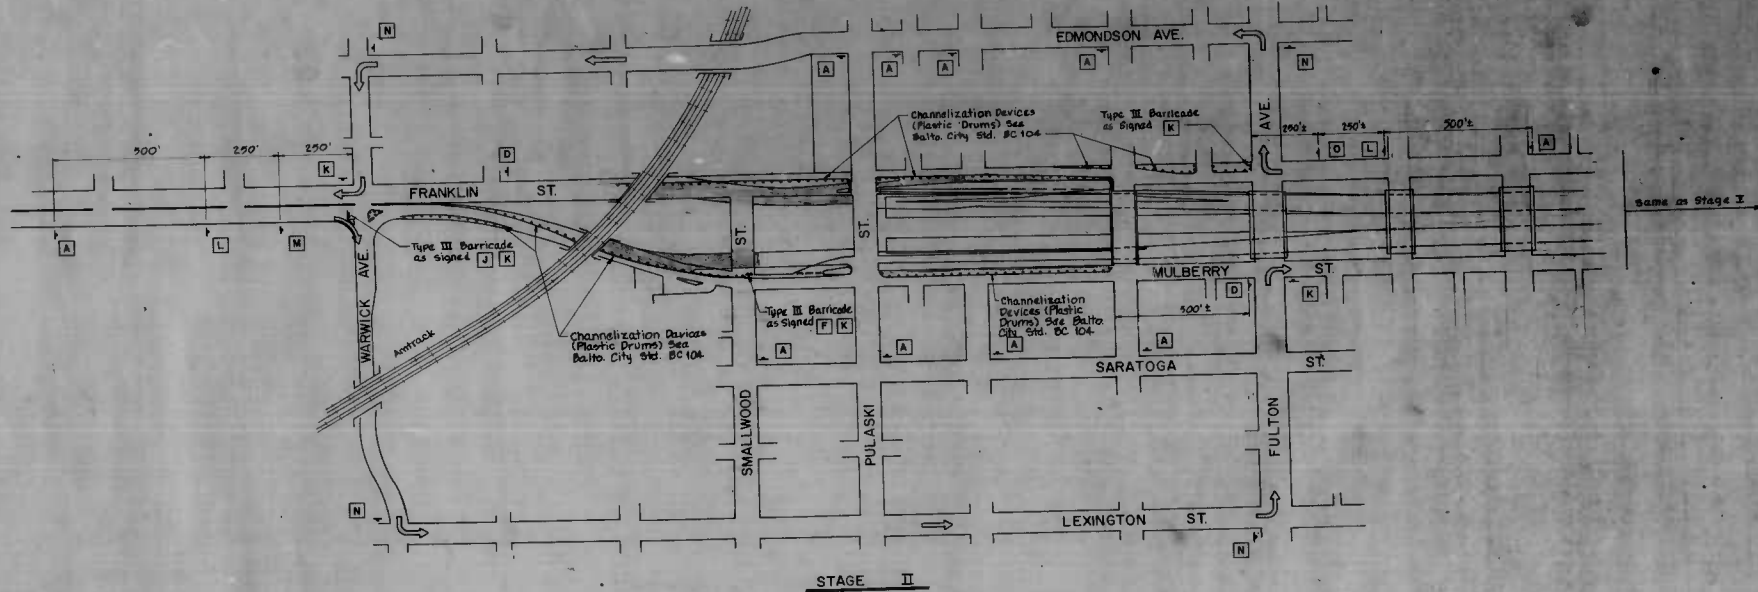 N
EDMONDSON AVE.
A
A
A
A
N
Channelization Devices
(Plastic Drums) See
Balto. City Std. BC 104
Type III Barricade
as Signed K
AVE.
250'±
250'±
500'±
O
L
A
500'
250'
250'
K
D
FRANKLIN ST.
Same as Stage I
A
L
M
Type III Barricade
as Signed J K
WARWICK AVE.
Amtrack
ST.
ST.
MULBERRY ST.
D
K
500'±
Channelization Devices
(Plastic Drums) See
Balto. City Std. BC 104
Type III Barricade
as Signed F K
Channelization
Devices (Plastic
Drums) See Balto.
City Std. BC 104
A
A
A
A
SARATOGA ST.
SMALLWOOD
PULASKI
FULTON
N
LEXINGTON ST.
N
STAGE II